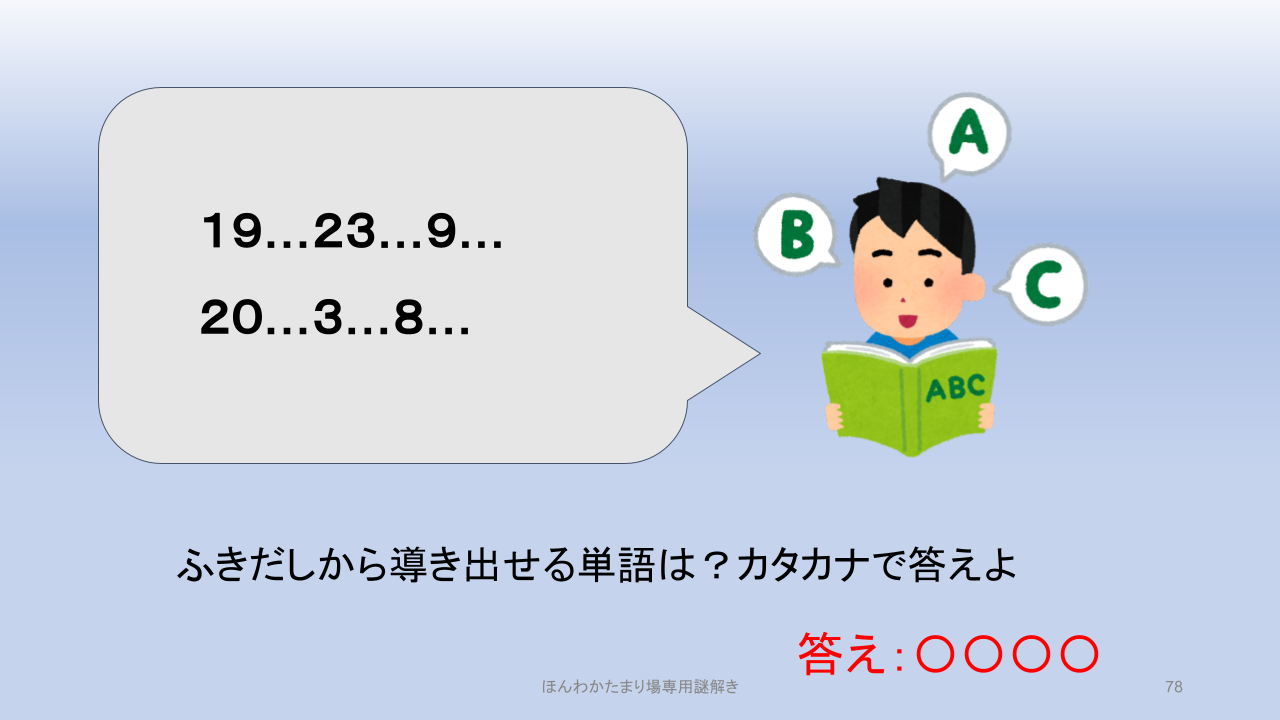 19…23…9…
20…3…8…
A
B
C
ABC
ふきだしから導き出せる単語は？カタカナで答えよ
答え：〇〇〇〇
ほんわかたまり場専用謎解き
78